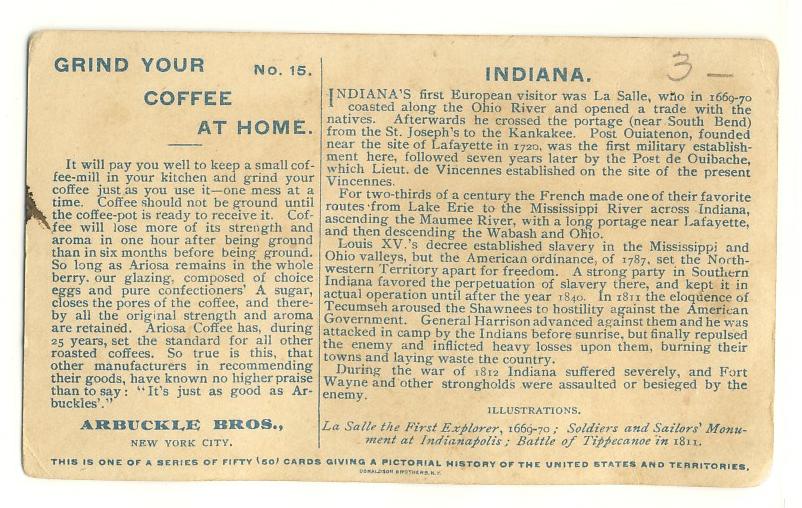 GRIND YOUR No. 15.
COFFEE
AT HOME.
It will pay you well to keep a small cof-
fee-mill in your kitchen and grind your
coffee just as you use it—one mess at a
time. Coffee should not be ground until
the coffee-pot is ready to receive it. Cof-
fee will lose more of its strength and
aroma in one hour after being ground
than in six months before being ground.
So long as Ariosa remains in the whole
berry. our glazing, composed of choice
eggs and pure confectioners' A sugar,
closes the pores of the coffee, and there-
by all the original strength and aroma
are retained. Ariosa Coffee has, during
25 years, set the standard for all other
roasted coffees. So true is this, that
other manufacturers in recommending
their goods, have known no higher praise
than to say: "It's just as good as Ar-
buckles'."
ARBUCKLE BROS.,
NEW YORK CITY.
3 —
INDIANA.
INDIANA'S first European visitor was La Salle, who in 1669-70
coasted along the Ohio River and opened a trade with the
natives. Afterwards he crossed the portage (near South Bend)
from the St. Joseph's to the Kankakee. Post Ouiatenon, founded
near the site of Lafayette in 1720, was the first military establish-
ment here, followed seven years later by the Post de Ouibache,
which Lieut. de Vincennes established on the site of the present
Vincennes.
For two-thirds of a century the French made one of their favorite
routes from Lake Erie to the Mississippi River across Indiana,
ascending the Maumee River, with a long portage near Lafayette,
and then descending the Wabash and Ohio.
Louis XV.'s decree established slavery in the Mississippi and
Ohio valleys, but the American ordinance, of 1787, set the North-
western Territory apart for freedom. A strong party in Southern
Indiana favored the perpetuation of slavery there, and kept it in
actual operation until after the year 1840. In 1811 the eloquence of
Tecumseh aroused the Shawnees to hostility against the American
Government. General Harrison advanced against them and he was
attacked in camp by the Indians before sunrise, but finally repulsed
the enemy and inflicted heavy losses upon them, burning their
towns and laying waste the country.
During the war of 1812 Indiana suffered severely, and Fort
Wayne and other strongholds were assaulted or besieged by the
enemy.
ILLUSTRATIONS.
La Salle the First Explorer, 1669-70; Soldiers and Sailors' Monu-
ment at Indianapolis; Battle of Tippecanoe in 1811.
THIS IS ONE OF A SERIES OF FIFTY (50) CARDS GIVING A PICTORIAL HISTORY OF THE UNITED STATES AND TERRITORIES.
DONALDSON BROTHERS, N.Y.